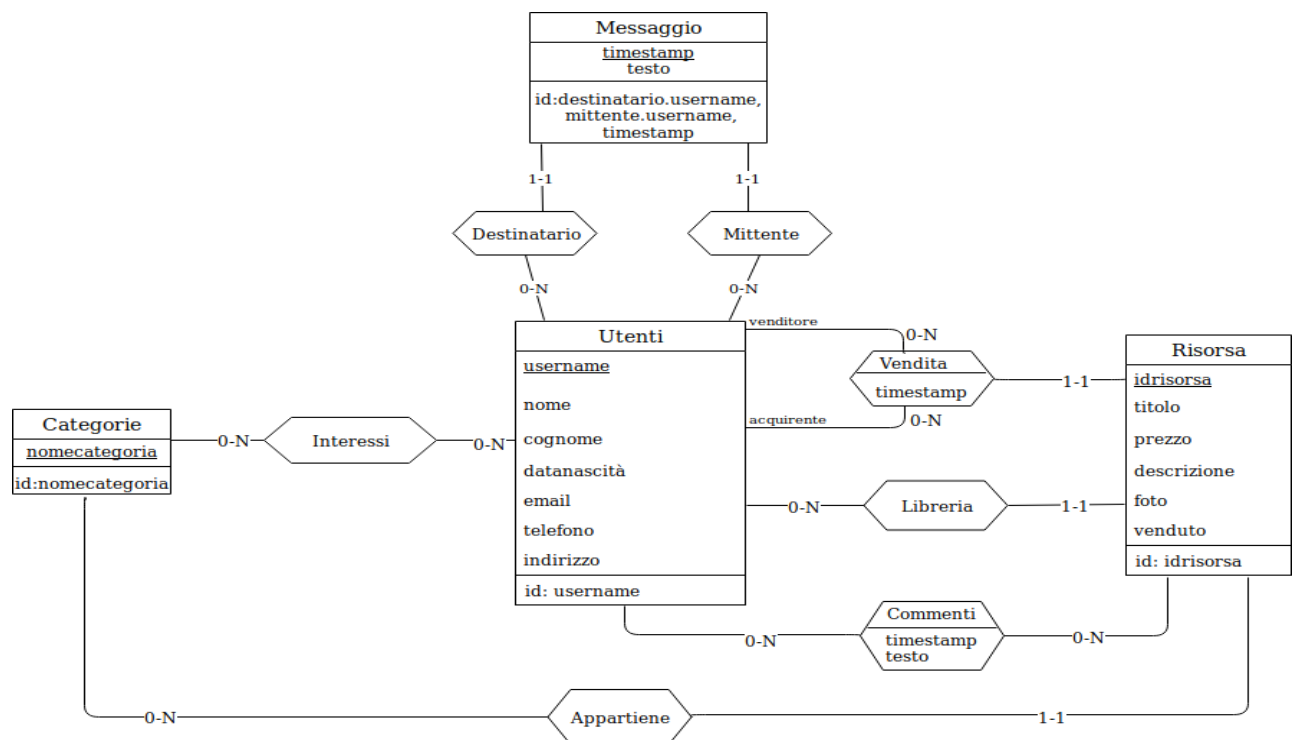 Messaggio
timestamp
testo
id:destinatario.username,
mittente.username,
timestamp
1-1
1-1
Destinatario
Mittente
0-N
0-N
Utenti
username
nome
cognome
datanascità
email
telefono
indirizzo
id: username
venditore
0-N
Vendita
timestamp
acquirente
0-N
1-1
Risorsa
idrisorsa
titolo
prezzo
descrizione
foto
venduto
id: idrisorsa
Categorie
nomecategoria
id:nomecategoria
0-N
Interessi
0-N
0-N
Libreria
1-1
0-N
Commenti
timestamp
testo
0-N
0-N
Appartiene
1-1